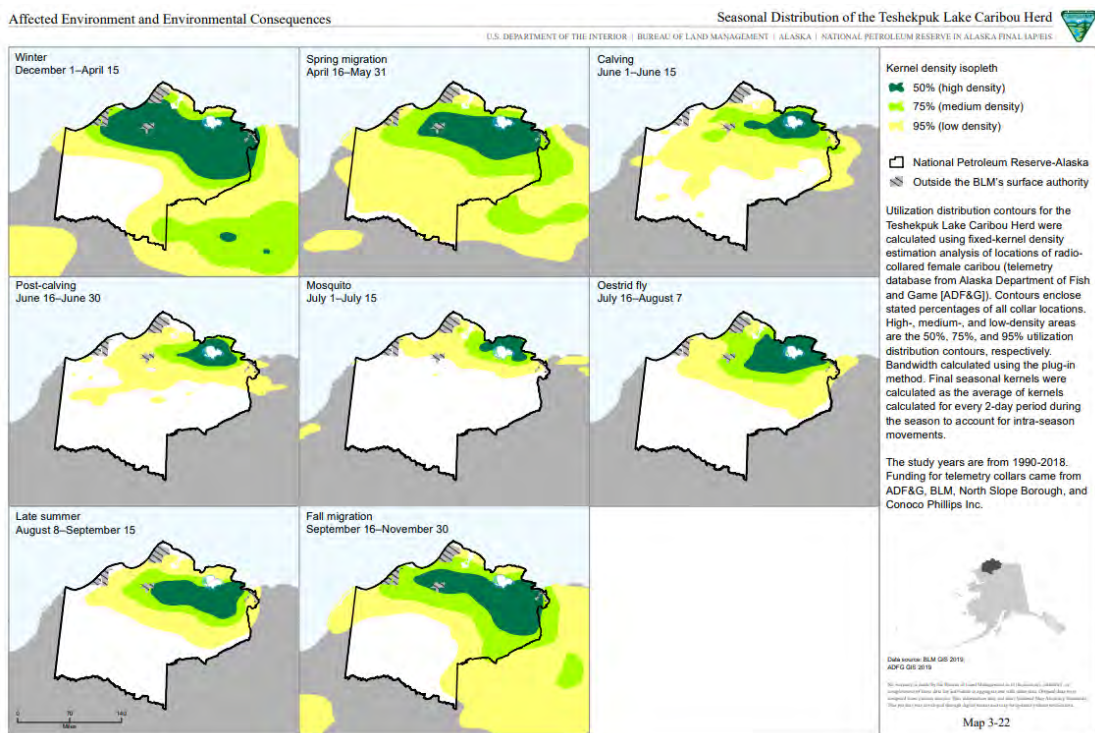 Affected Environment and Environmental Consequences
Seasonal Distribution of the Teshekpuk Lake Caribou Herd
U.S. DEPARTMENT OF THE INTERIOR | BUREAU OF LAND MANAGEMENT | ALASKA | NATIONAL PETROLEUM RESERVE IN ALASKA FINAL IAP/EIS
Winter
December 1–April 15
Spring migration
April 16–May 31
Calving
June 1–June 15
Post-calving
June 16–June 30
Mosquito
July 1–July 15
Oestrid fly
July 16–August 7
Late summer
August 8–September 15
Fall migration
September 16–November 30
0 70 140
Miles
Kernel density isopleth
50% (high density)
75% (medium density)
95% (low density)
National Petroleum Reserve-Alaska
Outside the BLM's surface authority
Utilization distribution contours for the
Teshekpuk Lake Caribou Herd were
calculated using fixed-kernel density
estimation analysis of locations of radio-
collared female caribou (telemetry
database from Alaska Department of Fish
and Game [ADF&G]). Contours enclose
stated percentages of all collar locations.
High-, medium-, and low-density areas
are the 50%, 75%, and 95% utilization
distribution contours, respectively.
Bandwidth calculated using the plug-in
method. Final seasonal kernels were
calculated as the average of kernels
calculated for every 2-day period during
the season to account for intra-season
movements.
The study years are from 1990-2018.
Funding for telemetry collars came from
ADF&G, BLM, North Slope Borough, and
Conoco Phillips Inc.
Data source: BLM GIS 2019,
ADFG GIS 2019
Map 3-22